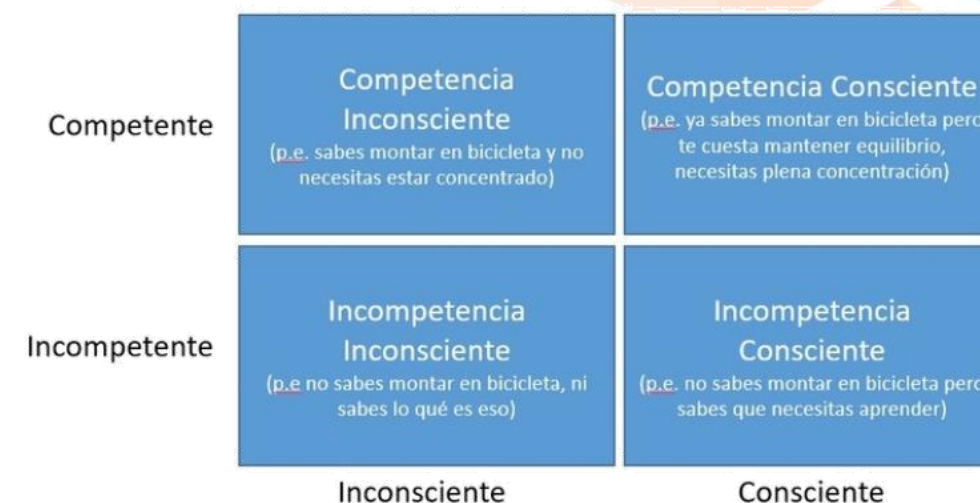 Competente
Competencia
Inconsciente
(p.e. sabes montar en bicicleta y no
necesitas estar concentrado)
Competencia Consciente
(p.e. ya sabes montar en bicicleta pero
te cuesta mantener equilibrio,
necesitas plena concentración)
Incompetente
Incompetencia
Inconsciente
(p.e no sabes montar en bicicleta, ni
sabes lo qué es eso)
Incompetencia
Consciente
(p.e. no sabes montar en bicicleta pero
sabes que necesitas aprender)
Inconsciente
Consciente